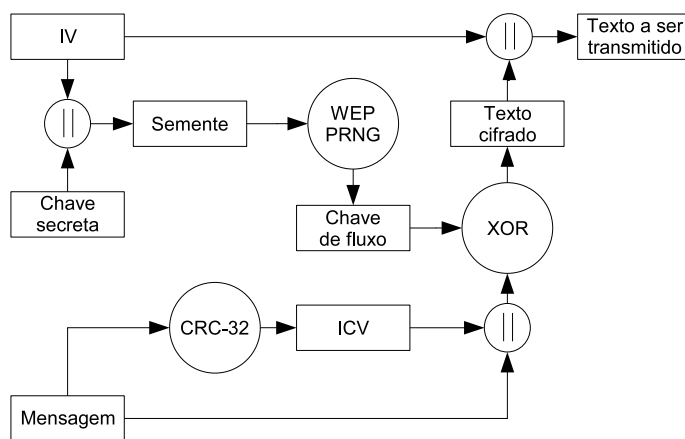 IV
||
Texto a ser
transmitido
||
Semente
WEP
PRNG
Texto
cifrado
Chave
secreta
Chave
de fluxo
XOR
CRC-32
ICV
||
Mensagem